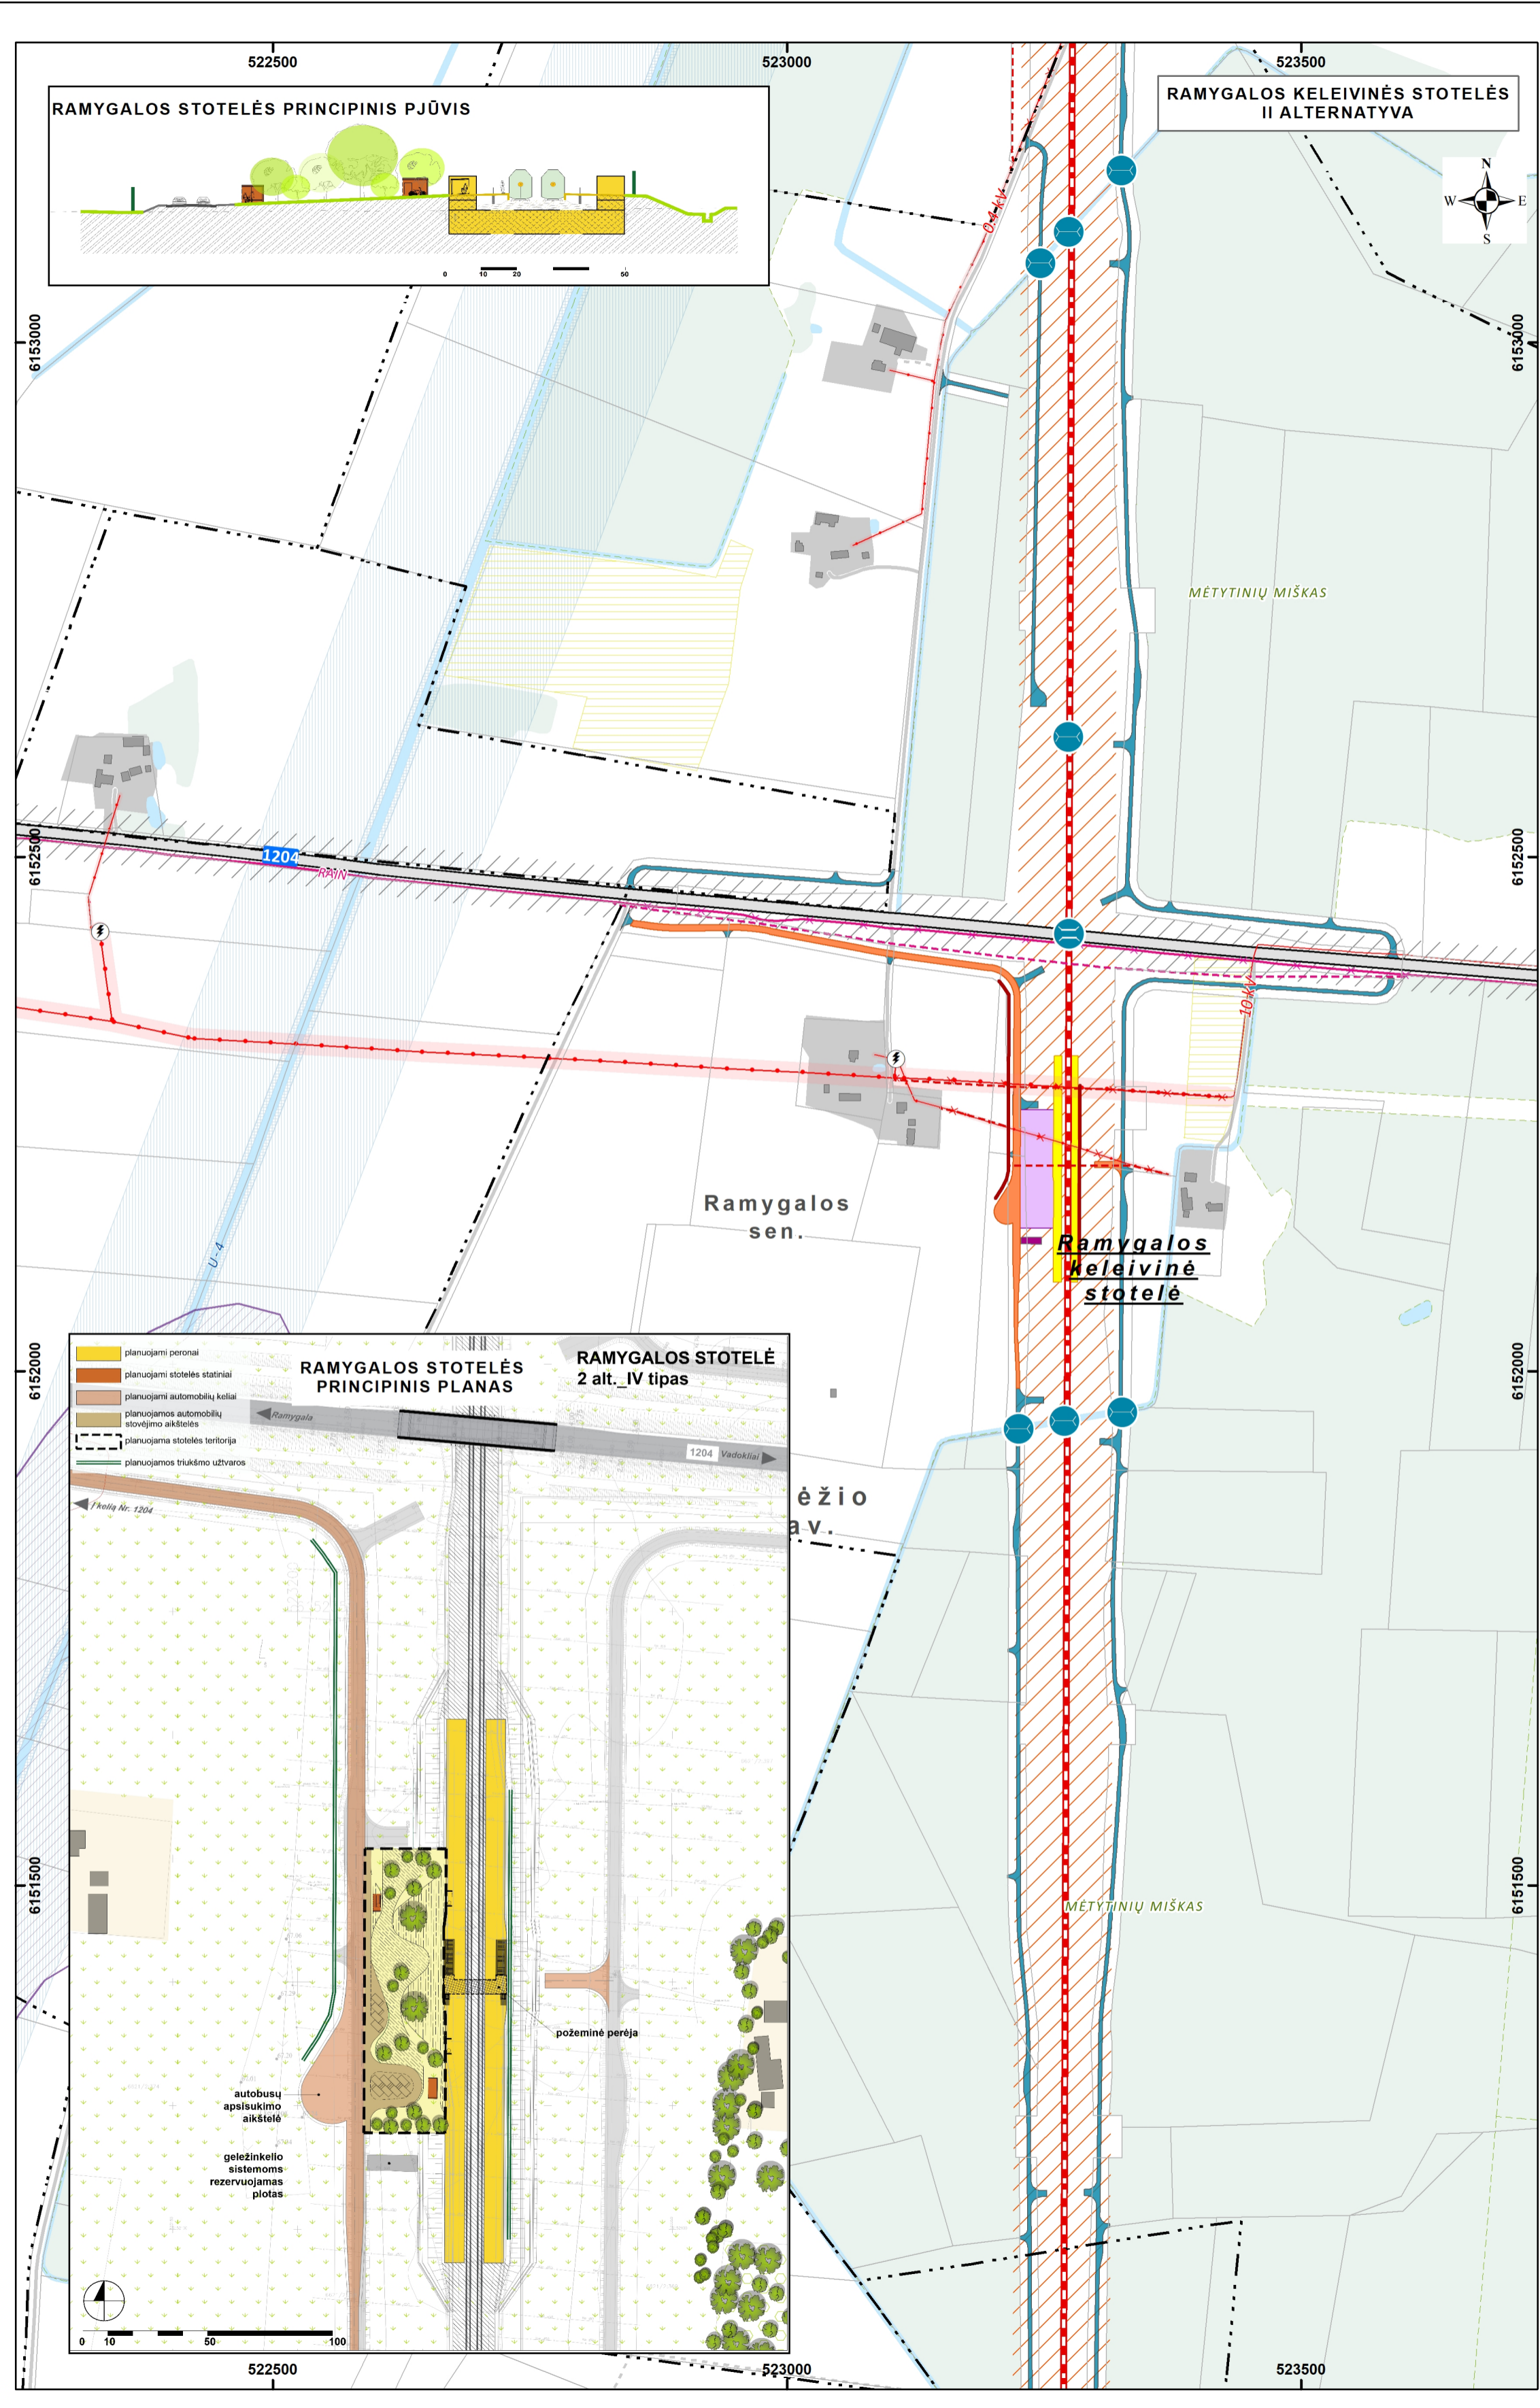 522500
523000
523500
RAMYGALOS STOTELĖS PRINCIPINIS PJŪVIS
0 10 20 50
RAMYGALOS KELEIVINĖS STOTELĖS
II ALTERNATYVA
N
W E
S
0.4 kV
6153000
6153000
MĖTYTINIŲ MIŠKAS
6152500
6152500
1204
RAIN
10 kV
Ramygalos
sen.
Ramygalos
keleivinė
stotelė
U - 4
6152000
6152000
planuojami peronai
planuojami stotelės statiniai
planuojami automobilių keliai
planuojamos automobilių
stovėjimo aikštelės
planuojama stotelės teritorija
planuojamos triukšmo užtvaros
RAMYGALOS STOTELĖS
PRINCIPINIS PLANAS
RAMYGALOS STOTELĖ
2 alt._IV tipas
Ramygala
1204 Vadokliai
Į kelią Nr. 1204
ėžio
av.
6151500
6151500
MĖTYTINIŲ MIŠKAS
požeminė perėja
autobusų
apsisukimo
aikštelė
geležinkelio
sistemoms
rezervuojamas
plotas
0 10 50 100
522500
523000
523500